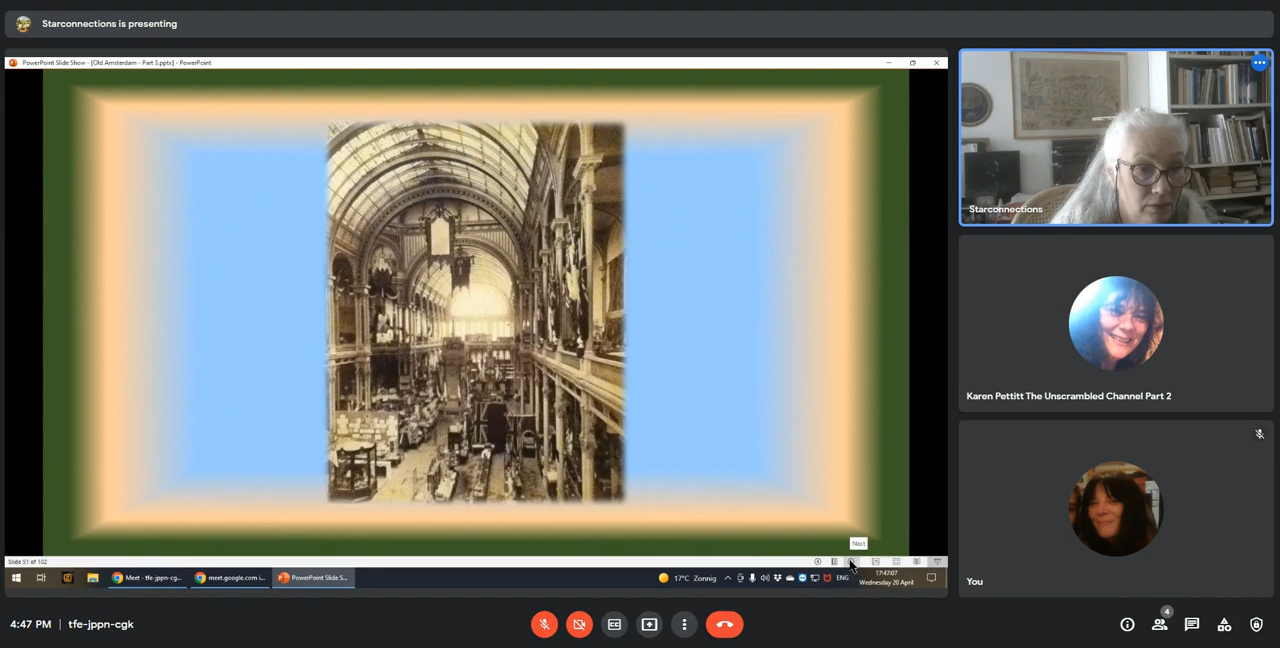 Starconnections is presenting
PowerPoint Slide Show - [Old Amsterdam - Part 3.ppts] - PowerPoint
Starconnections
Karen Pettitt The Unscrambled Channel Part 2
You
Next
Slide 51 of 102
Meet - tfe-jppn-cg...
meet.google.com i...
PowerPoint Slide S...
17°C Zonnig
ENG
17:47:07
Wednesday 20 April
4:47 PM | tfe-jppn-cgk
4